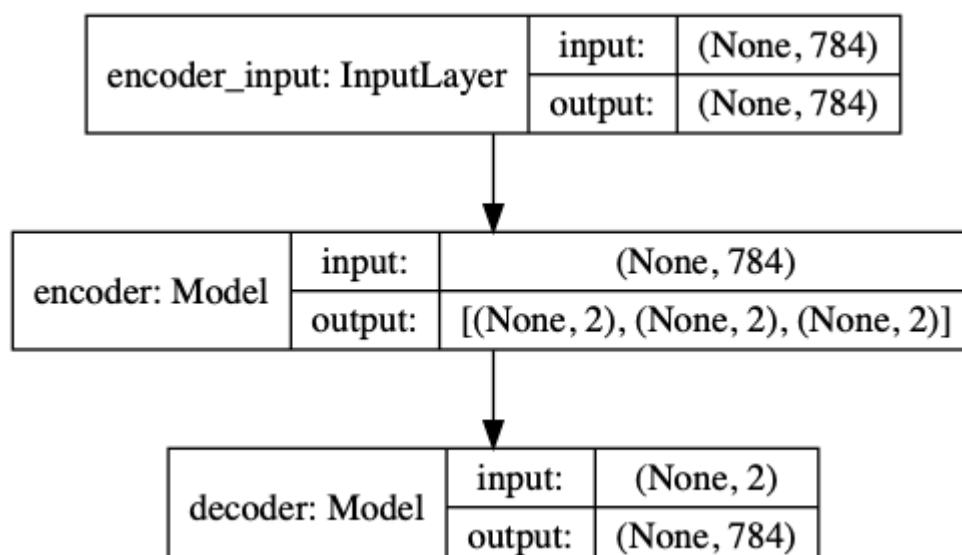 encoder_input: InputLayer
input: (None, 784)
output: (None, 784)
encoder: Model
input: (None, 784)
output: [(None, 2), (None, 2), (None, 2)]
decoder: Model
input: (None, 2)
output: (None, 784)